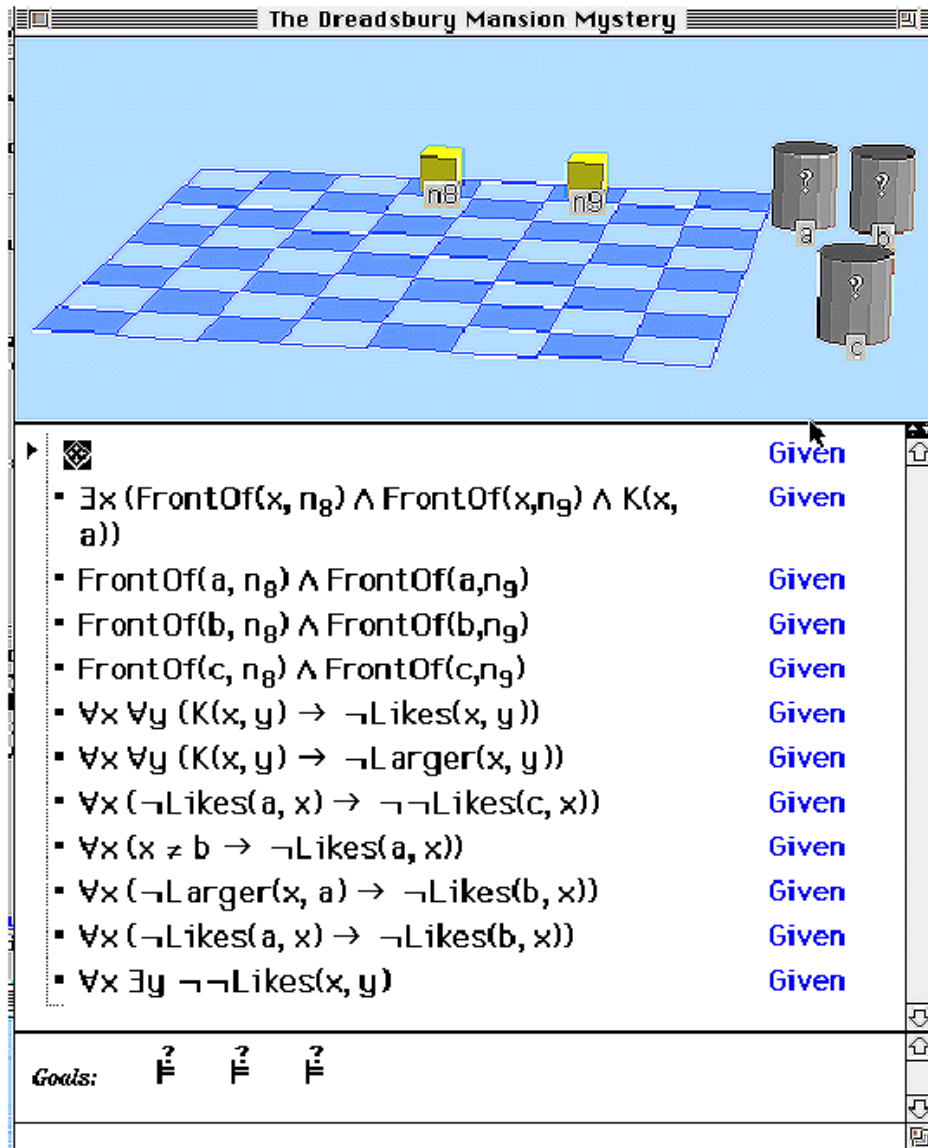 The Dreadsbury Mansion Mystery
n8
n9
?
?
a
b
?
c
Given
∃x (FrontOf(x, n₈) ∧ FrontOf(x,n₉) ∧ K(x, Given
a))
FrontOf(a, n₈) ∧ FrontOf(a,n₉) Given
FrontOf(b, n₈) ∧ FrontOf(b,n₉) Given
FrontOf(c, n₈) ∧ FrontOf(c,n₉) Given
∀x ∀y (K(x, y) → ¬Likes(x, y)) Given
∀x ∀y (K(x, y) → ¬Larger(x, y)) Given
∀x (¬Likes(a, x) → ¬¬Likes(c, x)) Given
∀x (x ≠ b → ¬Likes(a, x)) Given
∀x (¬Larger(x, a) → ¬Likes(b, x)) Given
∀x (¬Likes(a, x) → ¬Likes(b, x)) Given
∀x ∃y ¬¬Likes(x, y) Given
? ? ?
Goals: ⊨ ⊨ ⊨